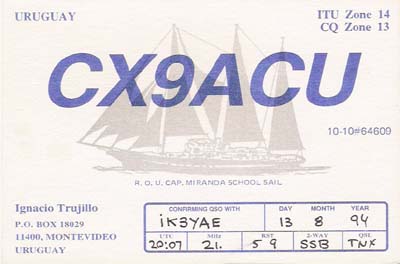 URUGUAY
ITU Zone 14
CQ Zone 13
CX9ACU
10-10#64609
R. O. U. CAP. MIRANDA SCHOOL SAIL
Ignacio Trujillo
P.O. BOX 18029
11400, MONTEVIDEO
URUGUAY
CONFIRMING QSO WITH DAY MONTH YEAR
iK3YAE 13 8 94
UTC MHz RST 2-WAY QSL
20:07 21. 59 SSB TNX